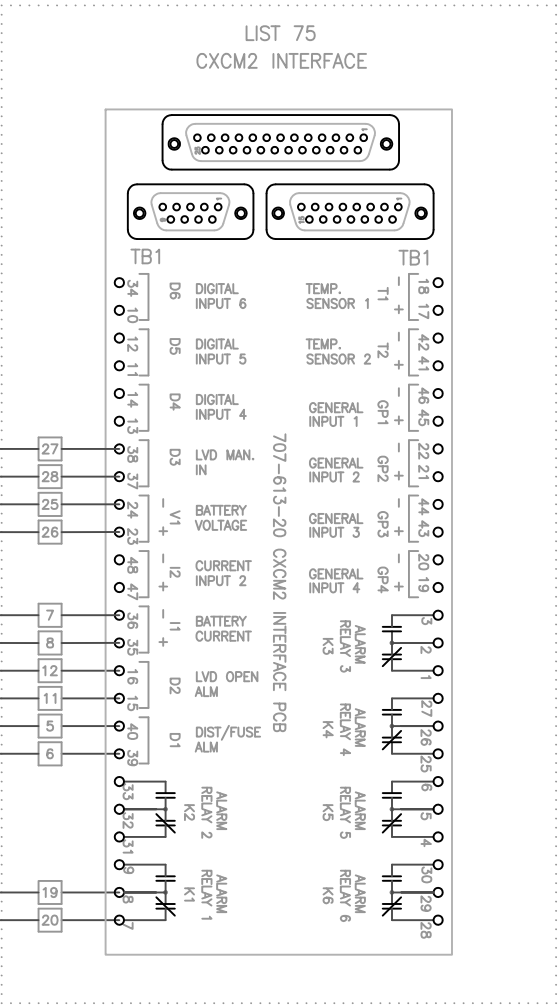 LIST 75
CXCM2 INTERFACE
1
25
1
9
1
15
TB1
TB1
34
10
D6
DIGITAL
INPUT 6
12
11
D5
DIGITAL
INPUT 5
14
13
D4
DIGITAL
INPUT 4
27
28
38
37
D3
LVD MAN.
IN
25
26
24
23
-
+
V1
BATTERY
VOLTAGE
48
47
-
+
I2
CURRENT
INPUT 2
7
8
36
35
-
+
I1
BATTERY
CURRENT
12
11
16
15
D2
LVD OPEN
ALM
5
6
40
39
D1
DIST/FUSE
ALM
33
32
31
K2
ALARM
RELAY 2
19
20
9
8
7
K1
ALARM
RELAY 1
707-613-20 CXCM2 INTERFACE PCB
TEMP.
SENSOR 1
T1
-
+
18
17
TEMP.
SENSOR 2
T2
-
+
42
41
GENERAL
INPUT 1
GP1
-
+
46
45
GENERAL
INPUT 2
GP2
-
+
22
21
GENERAL
INPUT 3
GP3
-
+
44
43
GENERAL
INPUT 4
GP4
-
+
20
19
ALARM
RELAY 3
K3
3
2
1
ALARM
RELAY 4
K4
27
26
25
ALARM
RELAY 5
K5
6
5
4
ALARM
RELAY 6
K6
30
29
28